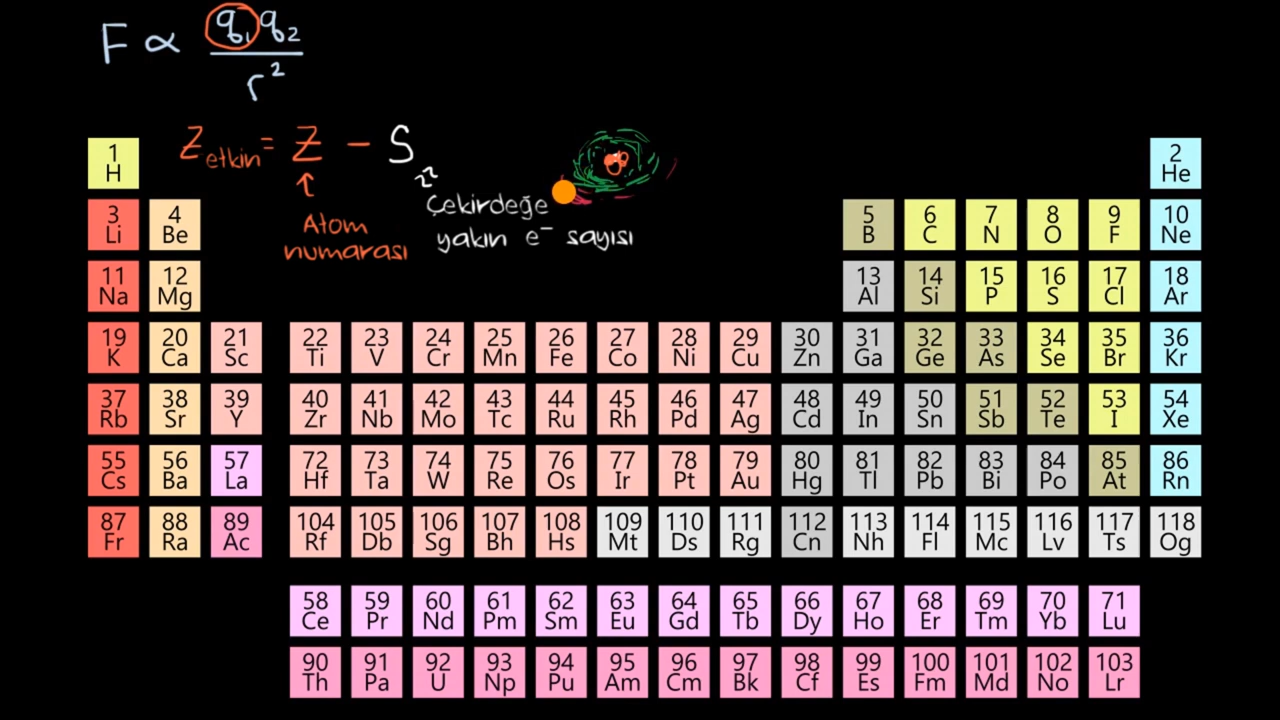 F ∝ q₁q₂
r²
Z etkin = Z - S
Atom numarası
Çekirdeğe yakın e⁻ sayısı
1 2
H He
3 4 5 6 7 8 9 10
Li Be B C N O F Ne
11 12 13 14 15 16 17 18
Na Mg Al Si P S Cl Ar
19 20 21 22 23 24 25 26 27 28 29 30 31 32 33 34 35 36
K Ca Sc Ti V Cr Mn Fe Co Ni Cu Zn Ga Ge As Se Br Kr
37 38 39 40 41 42 43 44 45 46 47 48 49 50 51 52 53 54
Rb Sr Y Zr Nb Mo Tc Ru Rh Pd Ag Cd In Sn Sb Te I Xe
55 56 57 72 73 74 75 76 77 78 79 80 81 82 83 84 85 86
Cs Ba La Hf Ta W Re Os Ir Pt Au Hg Tl Pb Bi Po At Rn
87 88 89 104 105 106 107 108 109 110 111 112 113 114 115 116 117 118
Fr Ra Ac Rf Db Sg Bh Hs Mt Ds Rg Cn Nh Fl Mc Lv Ts Og
58 59 60 61 62 63 64 65 66 67 68 69 70 71
Ce Pr Nd Pm Sm Eu Gd Tb Dy Ho Er Tm Yb Lu
90 91 92 93 94 95 96 97 98 99 100 101 102 103
Th Pa U Np Pu Am Cm Bk Cf Es Fm Md No Lr